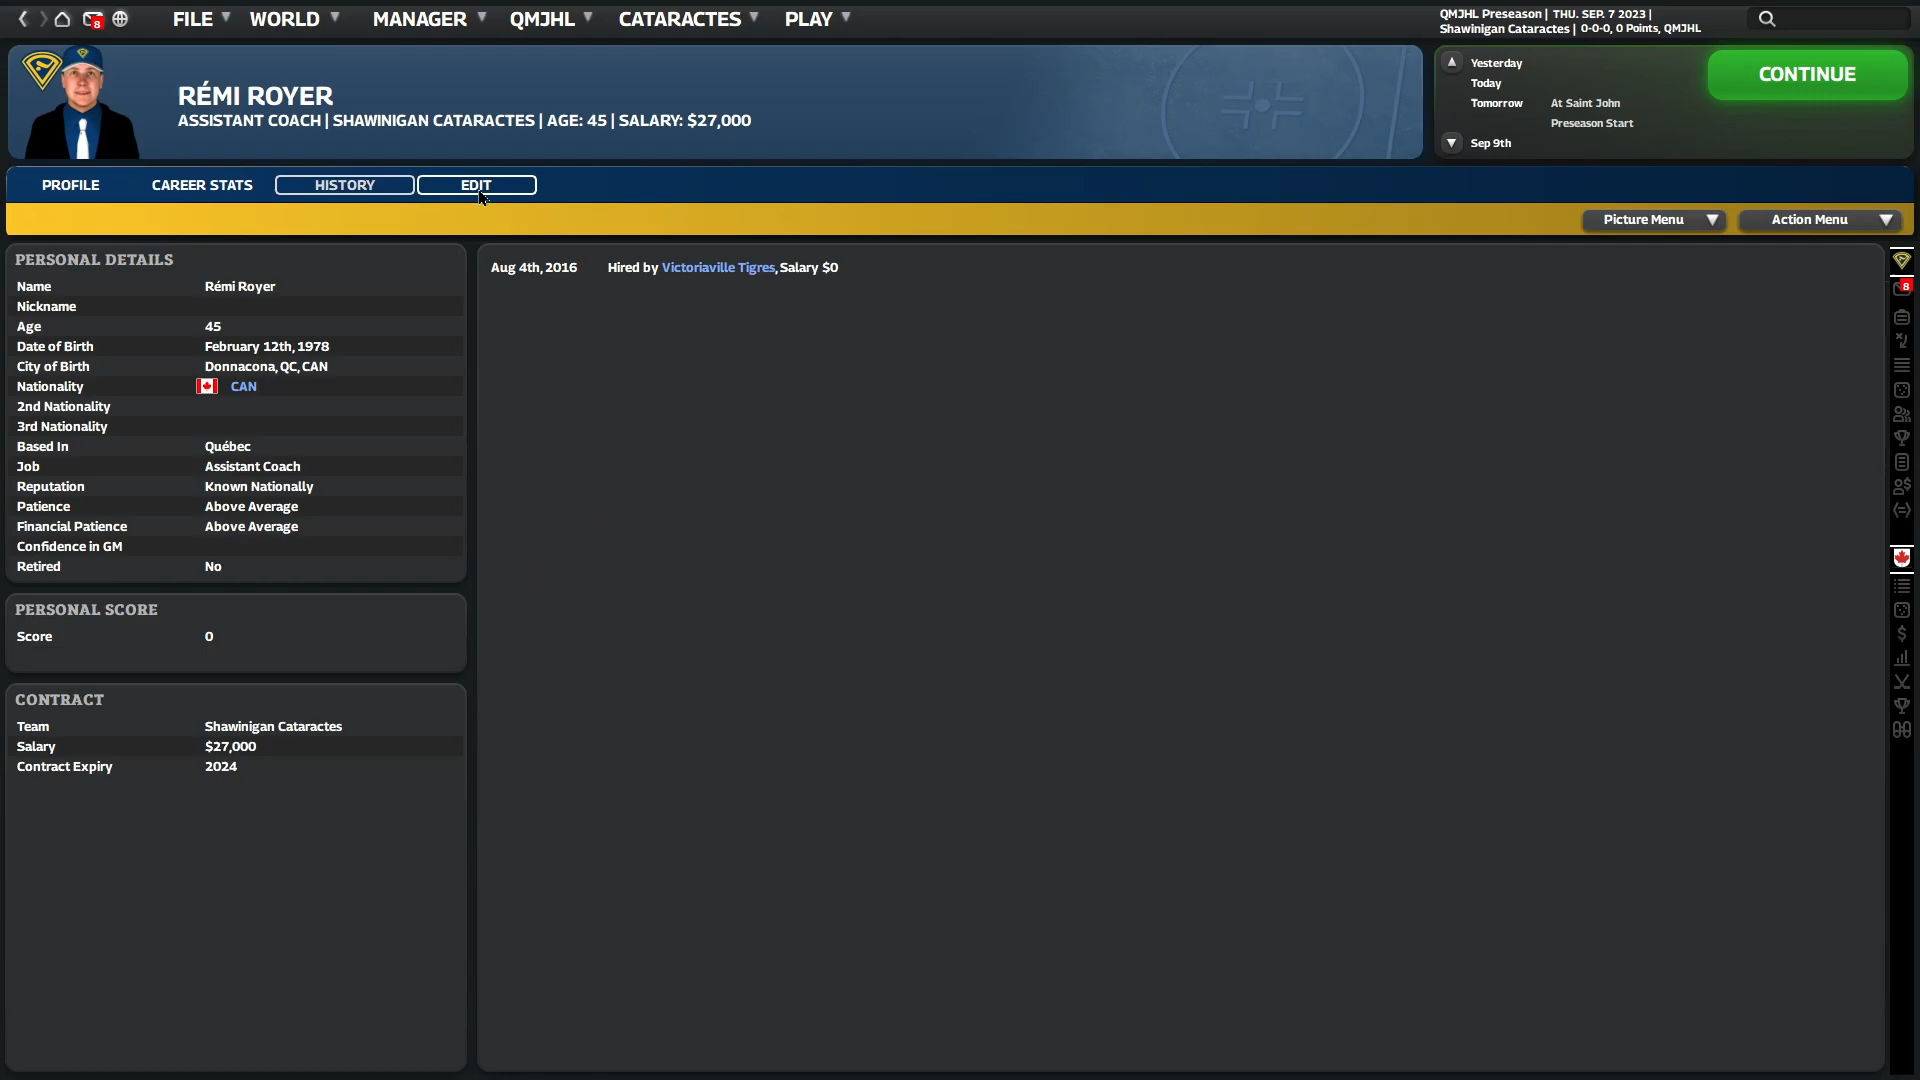 8
FILE
WORLD
MANAGER
QMJHL
CATARACTES
PLAY
QMJHL Preseason | THU. SEP. 7 2023 |
Shawinigan Cataractes | 0-0-0, 0 Points, QMJHL
RÉMI ROYER
ASSISTANT COACH | SHAWINIGAN CATARACTES | AGE: 45 | SALARY: $27,000
Yesterday
Today
Tomorrow At Saint John
Preseason Start
Sep 9th
CONTINUE
PROFILE
CAREER STATS
HISTORY
EDIT
Picture Menu
Action Menu
PERSONAL DETAILS
Name Rémi Royer
Nickname
Age 45
Date of Birth February 12th, 1978
City of Birth Donnacona, QC, CAN
Nationality CAN
2nd Nationality
3rd Nationality
Based In Québec
Job Assistant Coach
Reputation Known Nationally
Patience Above Average
Financial Patience Above Average
Confidence in GM
Retired No
PERSONAL SCORE
Score 0
CONTRACT
Team Shawinigan Cataractes
Salary $27,000
Contract Expiry 2024
Aug 4th, 2016 Hired by Victoriaville Tigres, Salary $0
8